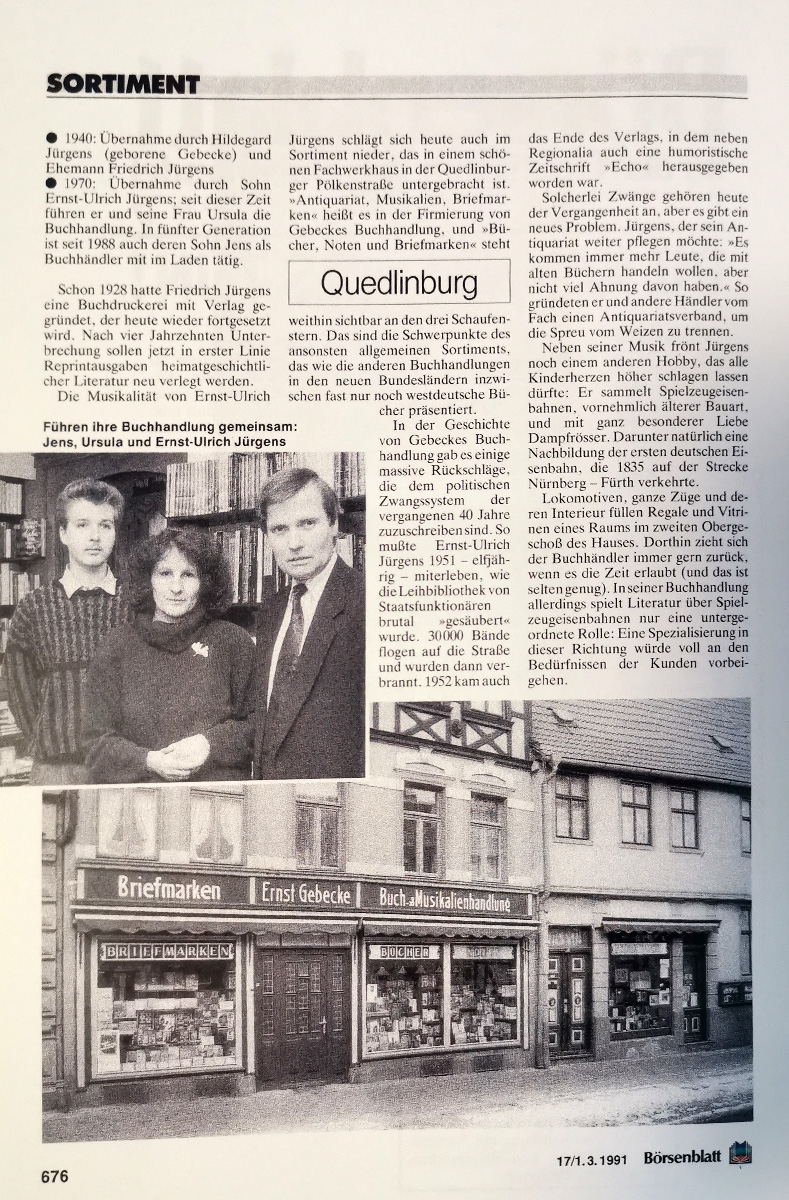 SORTIMENT
● 1940: Übernahme durch Hildegard
Jürgens (geborene Gebecke) und
Ehemann Friedrich Jürgens
● 1970: Übernahme durch Sohn
Ernst-Ulrich Jürgens; seit dieser Zeit
führen er und seine Frau Ursula die
Buchhandlung. In fünfter Generation
ist seit 1988 auch deren Sohn Jens als
Buchhändler mit im Laden tätig.
Schon 1928 hatte Friedrich Jürgens
eine Buchdruckerei mit Verlag ge-
gründet, der heute wieder fortgesetzt
wird. Nach vier Jahrzehnten Unter-
brechung sollen jetzt in erster Linie
Reprintausgaben heimatgeschichtli-
cher Literatur neu verlegt werden.
Die Musikalität von Ernst-Ulrich
Jürgens schlägt sich heute auch im
Sortiment nieder, das in einem schö-
nen Fachwerkhaus in der Quedlinbur-
ger Pölkenstraße untergebracht ist.
»Antiquariat, Musikalien, Briefmar-
ken« heißt es in der Firmierung von
Gebeckes Buchhandlung, und »Bü-
cher, Noten und Briefmarken« steht
Quedlinburg
weithin sichtbar an den drei Schaufen-
stern. Das sind die Schwerpunkte des
ansonsten allgemeinen Sortiments,
das wie die anderen Buchhandlungen
in den neuen Bundesländern inzwi-
schen fast nur noch westdeutsche Bü-
cher präsentiert.
In der Geschichte
von Gebeckes Buch-
handlung gab es einige
massive Rückschläge,
die dem politischen
Zwangssystem der
vergangenen 40 Jahre
zuzuschreiben sind. So
mußte Ernst-Ulrich
Jürgens 1951 – elfjäh-
rig – miterleben, wie
die Leihbibliothek von
Staatsfunktionären
brutal »gesäubert«
wurde. 30000 Bände
flogen auf die Straße
und wurden dann ver-
brannt. 1952 kam auch
das Ende des Verlags, in dem neben
Regionalia auch eine humoristische
Zeitschrift »Echo« herausgegeben
worden war.
Solcherlei Zwänge gehören heute
der Vergangenheit an, aber es gibt ein
neues Problem. Jürgens, der sein An-
tiquariat weiter pflegen möchte: »Es
kommen immer mehr Leute, die mit
alten Büchern handeln wollen, aber
nicht viel Ahnung davon haben.« So
gründeten er und andere Händler vom
Fach einen Antiquariatsverband, um
die Spreu vom Weizen zu trennen.
Neben seiner Musik frönt Jürgens
noch einem anderen Hobby, das alle
Kinderherzen höher schlagen lassen
dürfte: Er sammelt Spielzeugeisen-
bahnen, vornehmlich älterer Bauart,
und mit ganz besonderer Liebe
Dampfrösser. Darunter natürlich eine
Nachbildung der ersten deutschen Ei-
senbahn, die 1835 auf der Strecke
Nürnberg – Fürth verkehrte.
Lokomotiven, ganze Züge und de-
ren Interieur füllen Regale und Vitri-
nen eines Raums im zweiten Oberge-
schoß des Hauses. Dorthin zieht sich
der Buchhändler immer gern zurück,
wenn es die Zeit erlaubt (und das ist
selten genug). In seiner Buchhandlung
allerdings spielt Literatur über Spiel-
zeugeisenbahnen nur eine unterge-
ordnete Rolle: Eine Spezialisierung in
dieser Richtung würde voll an den
Bedürfnissen der Kunden vorbei-
gehen.
Führen ihre Buchhandlung gemeinsam:
Jens, Ursula und Ernst-Ulrich Jürgens
Briefmarken
Ernst Gebecke
Buch- u. Musikalienhandlung
BRIEFMARKEN
BÜCHER
676
17/1.3.1991 Börsenblatt